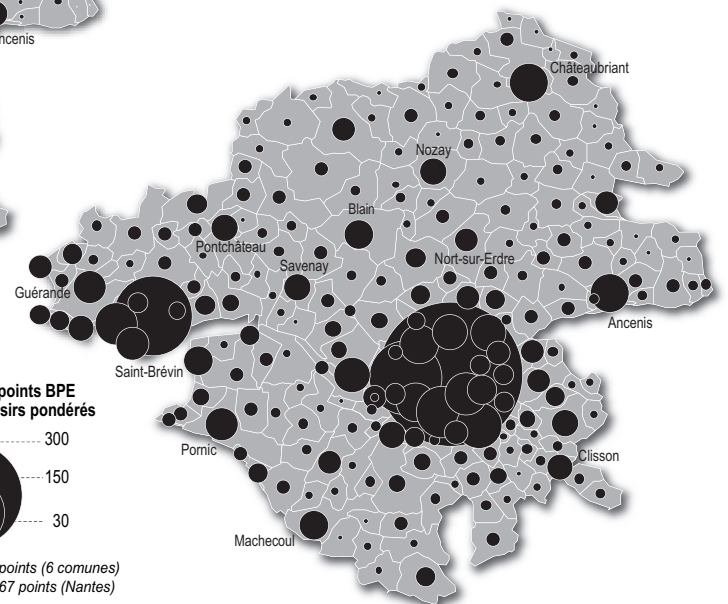 ncenis
Châteaubriant
Nozay
Blain
Pontchâteau
Nort-sur-Erdre
Savenay
Guérande
Ancenis
Saint-Brévin
points BPE
sirs pondérés
300
150
30
Pornic
Clisson
Machecoul
points (6 comunes)
67 points (Nantes)